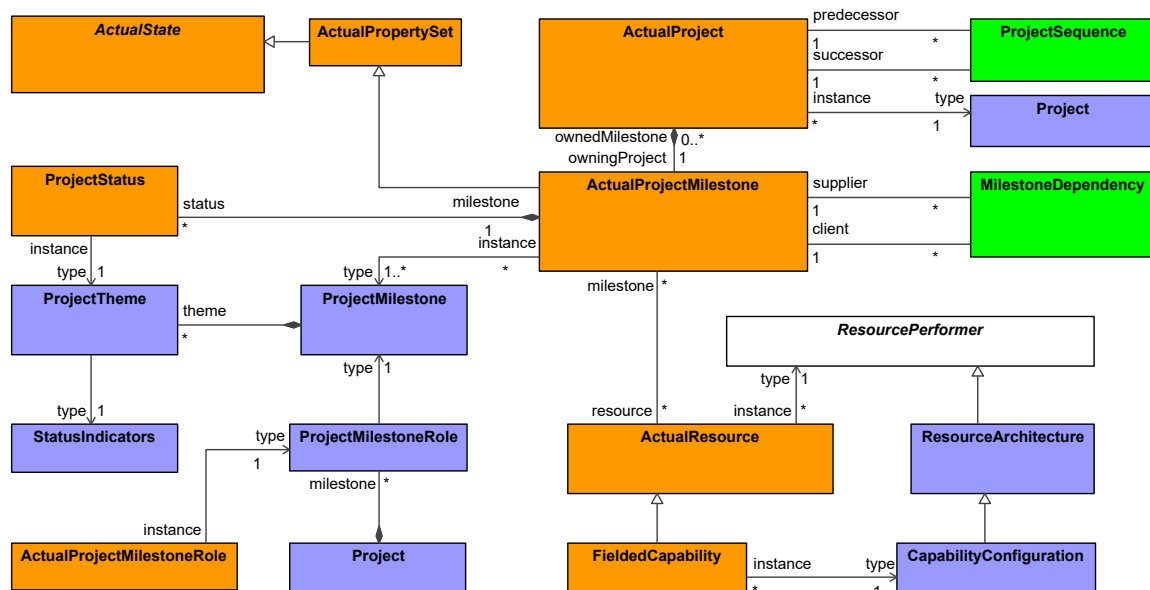 ActualState
ActualPropertySet
ActualProject
predecessor
1
*
successor
1
*
ProjectSequence
instance
*
type
1
Project
ownedMilestone
0..*
owningProject
1
ProjectStatus
status
*
milestone
1
ActualProjectMilestone
supplier
1
*
client
1
*
MilestoneDependency
instance
type
1
instance
*
type
1..*
milestone
*
ProjectTheme
theme
*
ProjectMilestone
ResourcePerformer
type
1
type
1
type
1
resource
*
instance
*
StatusIndicators
type
1
ProjectMilestoneRole
ActualResource
ResourceArchitecture
milestone
*
instance
ActualProjectMilestoneRole
Project
FieldedCapability
instance
*
type
1
CapabilityConfiguration